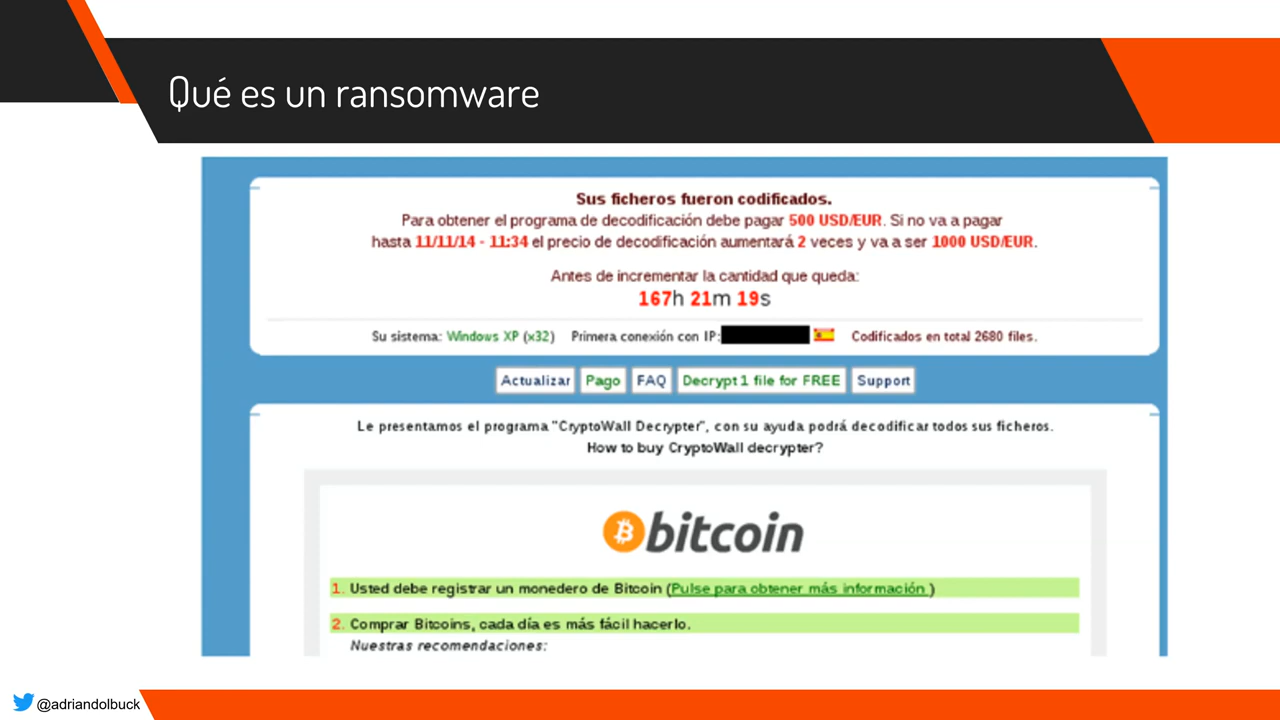 Qué es un ransomware
Sus ficheros fueron codificados.
Para obtener el programa de decodificación debe pagar 500 USD/EUR. Si no va a pagar
hasta 11/11/14 - 11:34 el precio de decodificación aumentará 2 veces y va a ser 1000 USD/EUR.
Antes de incrementar la cantidad que queda:
167h 21m 19s
Su sistema: Windows XP (x32) Primera conexión con IP: Codificados en total 2680 files.
Actualizar Pago FAQ Decrypt 1 file for FREE Support
Le presentamos el programa "CryptoWall Decrypter", con su ayuda podrá decodificar todos sus ficheros.
How to buy CryptoWall decrypter?
bitcoin
1. Usted debe registrar un monedero de Bitcoin (Pulse para obtener más información )
2. Comprar Bitcoins, cada día es más fácil hacerlo.
Nuestras recomendaciones:
@adriandolbuck